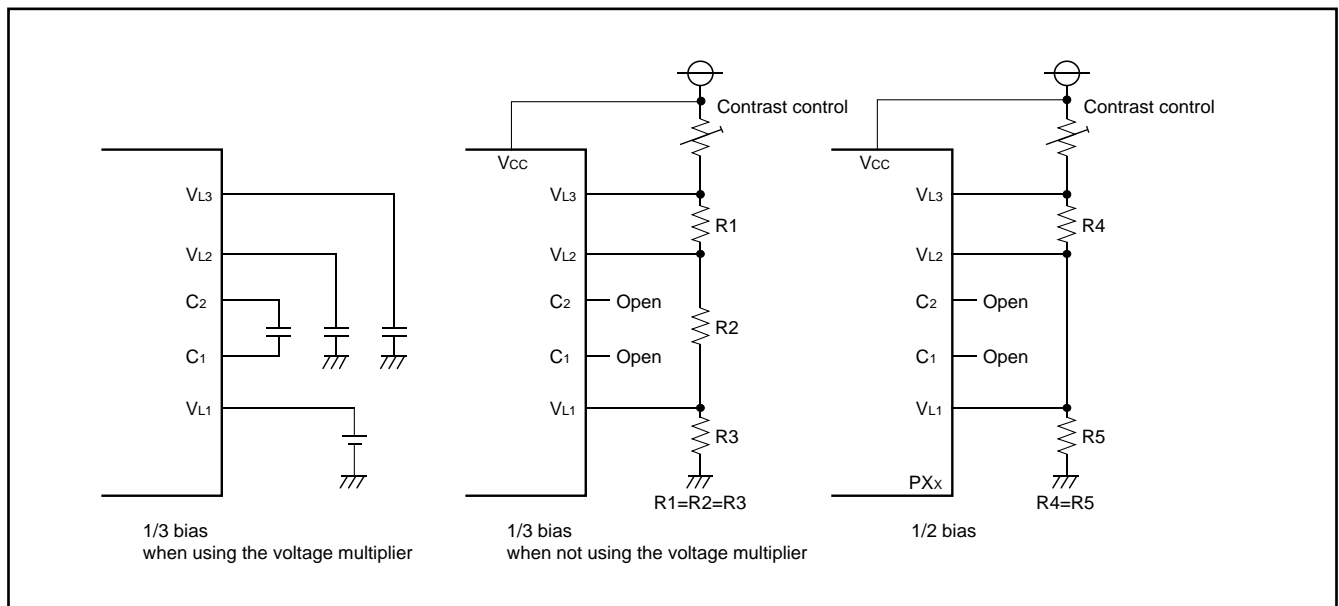 VL3
VL2
C2
C1
VL1
1/3 bias
when using the voltage multiplier
Contrast control
VCC
VL3
R1
VL2
C2
Open
R2
C1
Open
VL1
R3
R1=R2=R3
1/3 bias
when not using the voltage multiplier
Contrast control
VCC
VL3
R4
VL2
C2
Open
C1
Open
VL1
R5
PXX
R4=R5
1/2 bias